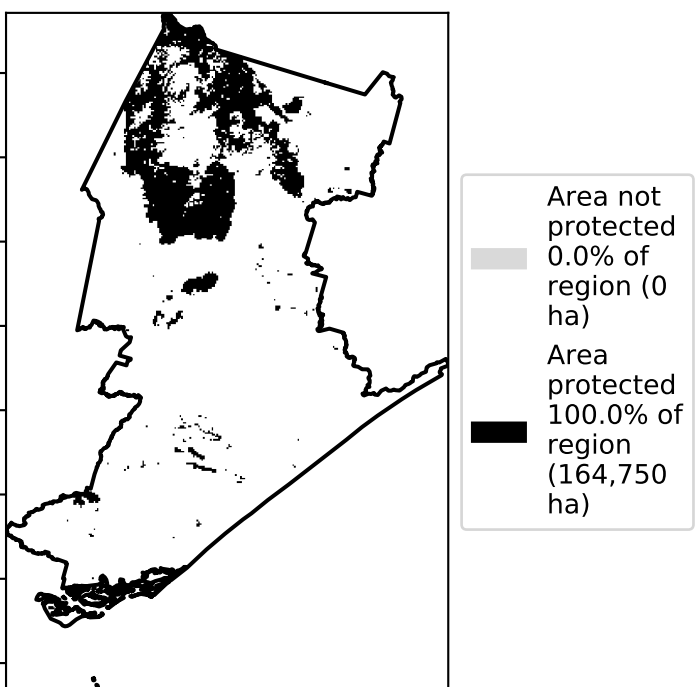 Area not
protected
0.0% of
region (0
ha)
Area
protected
100.0% of
region
(164,750
ha)